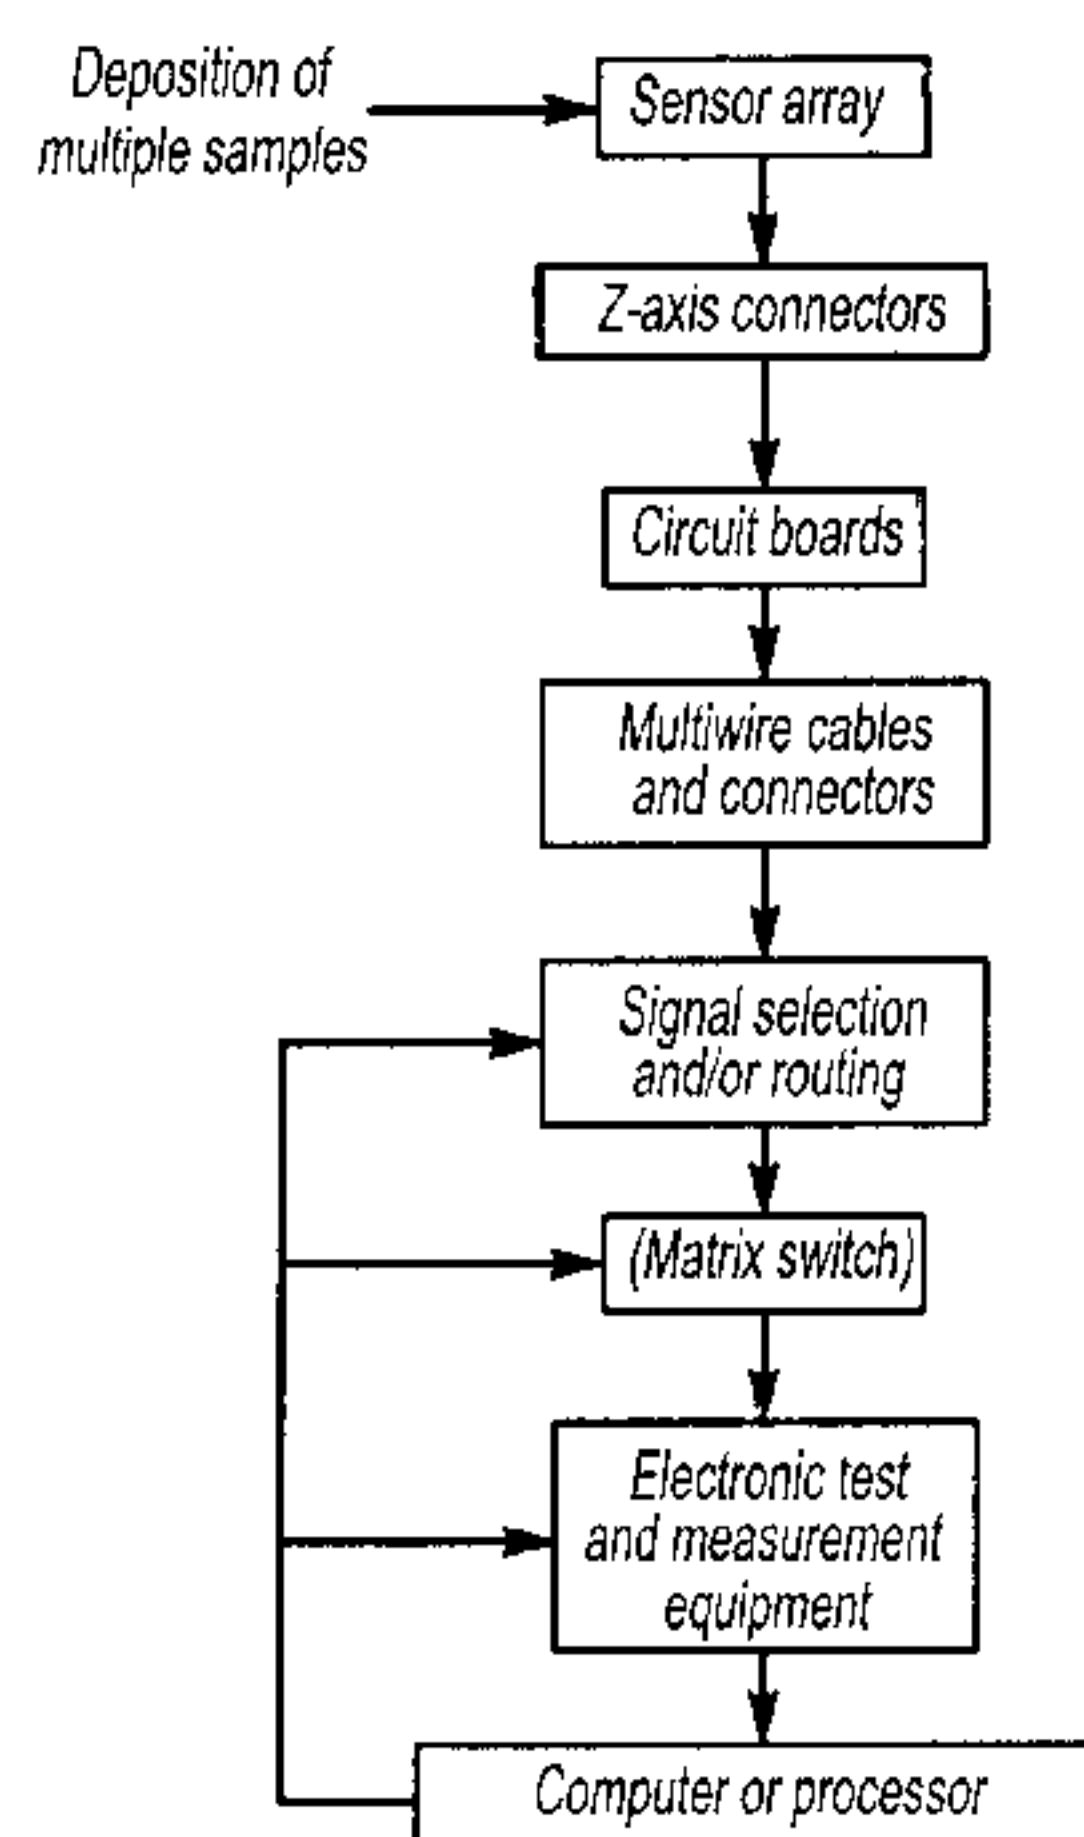 Deposition of
multiple samples
Sensor array
Z-axis connectors
Circuit boards
Multiwire cables
and connectors
Signal selection
and/or routing
(Matrix switch)
Electronic test
and measurement
equipment
Computer or processor